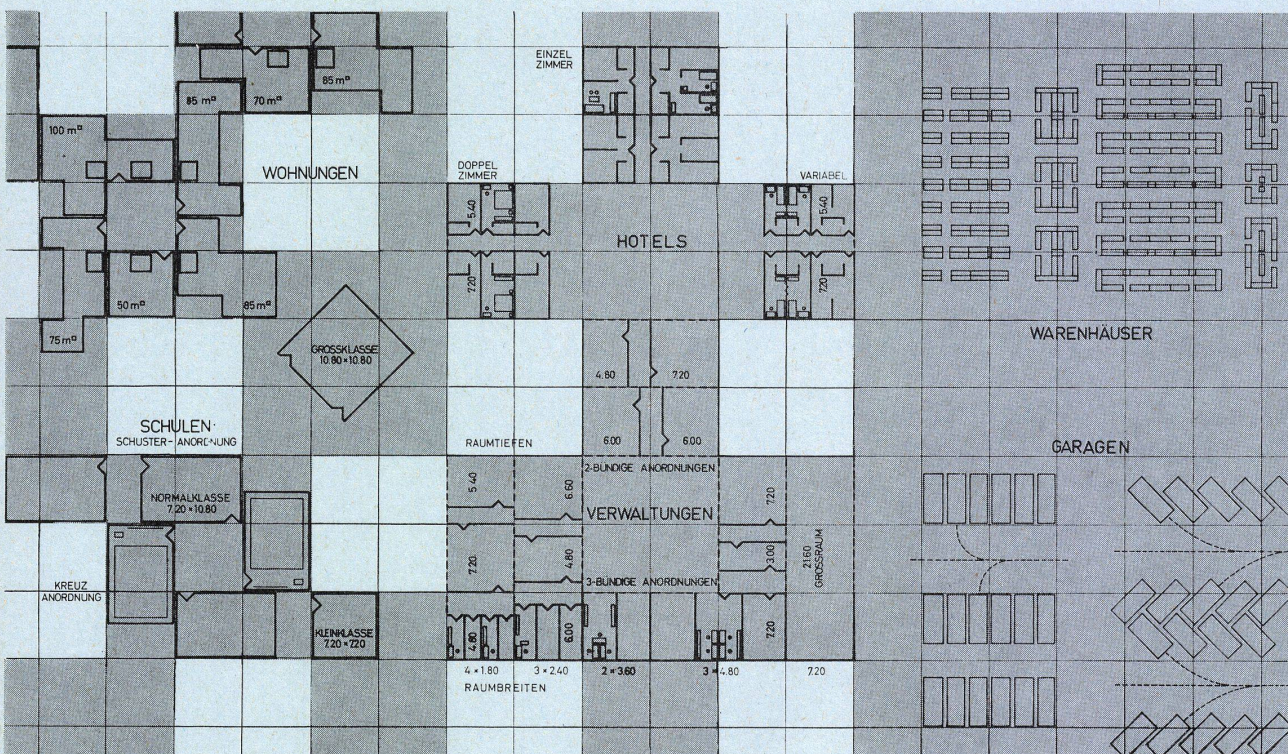 EINZEL
ZIMMER
85 m²
85 m²
70 m²
100 m²
WOHNUNGEN
DOPPEL
ZIMMER
VARIABEL
5.40
5.40
HOTELS
7.20
7.20
50 m²
85 m²
75 m²
GROSSKLASSE
10.80 × 10.80
WARENHÄUSER
4.80
7.20
SCHULEN
SCHUSTER-ANORDNUNG
RAUMTIEFEN
6.00
6.00
GARAGEN
2-BÜNDIGE ANORDNUNGEN
5.40
6.60
7.20
NORMALKLASSE
7.20 × 10.80
VERWALTUNGEN
7.20
4.80
3.00
21.60
GROSSRAUM
3-BÜNDIGE ANORDNUNGEN
KREUZ
ANORDNUNG
KLEINKLASSE
7.20 × 7.20
4.80
6.00
7.20
4 × 1.80
3 × 2.40
2 × 3.60
3 × 4.80
7.20
RAUMBREITEN